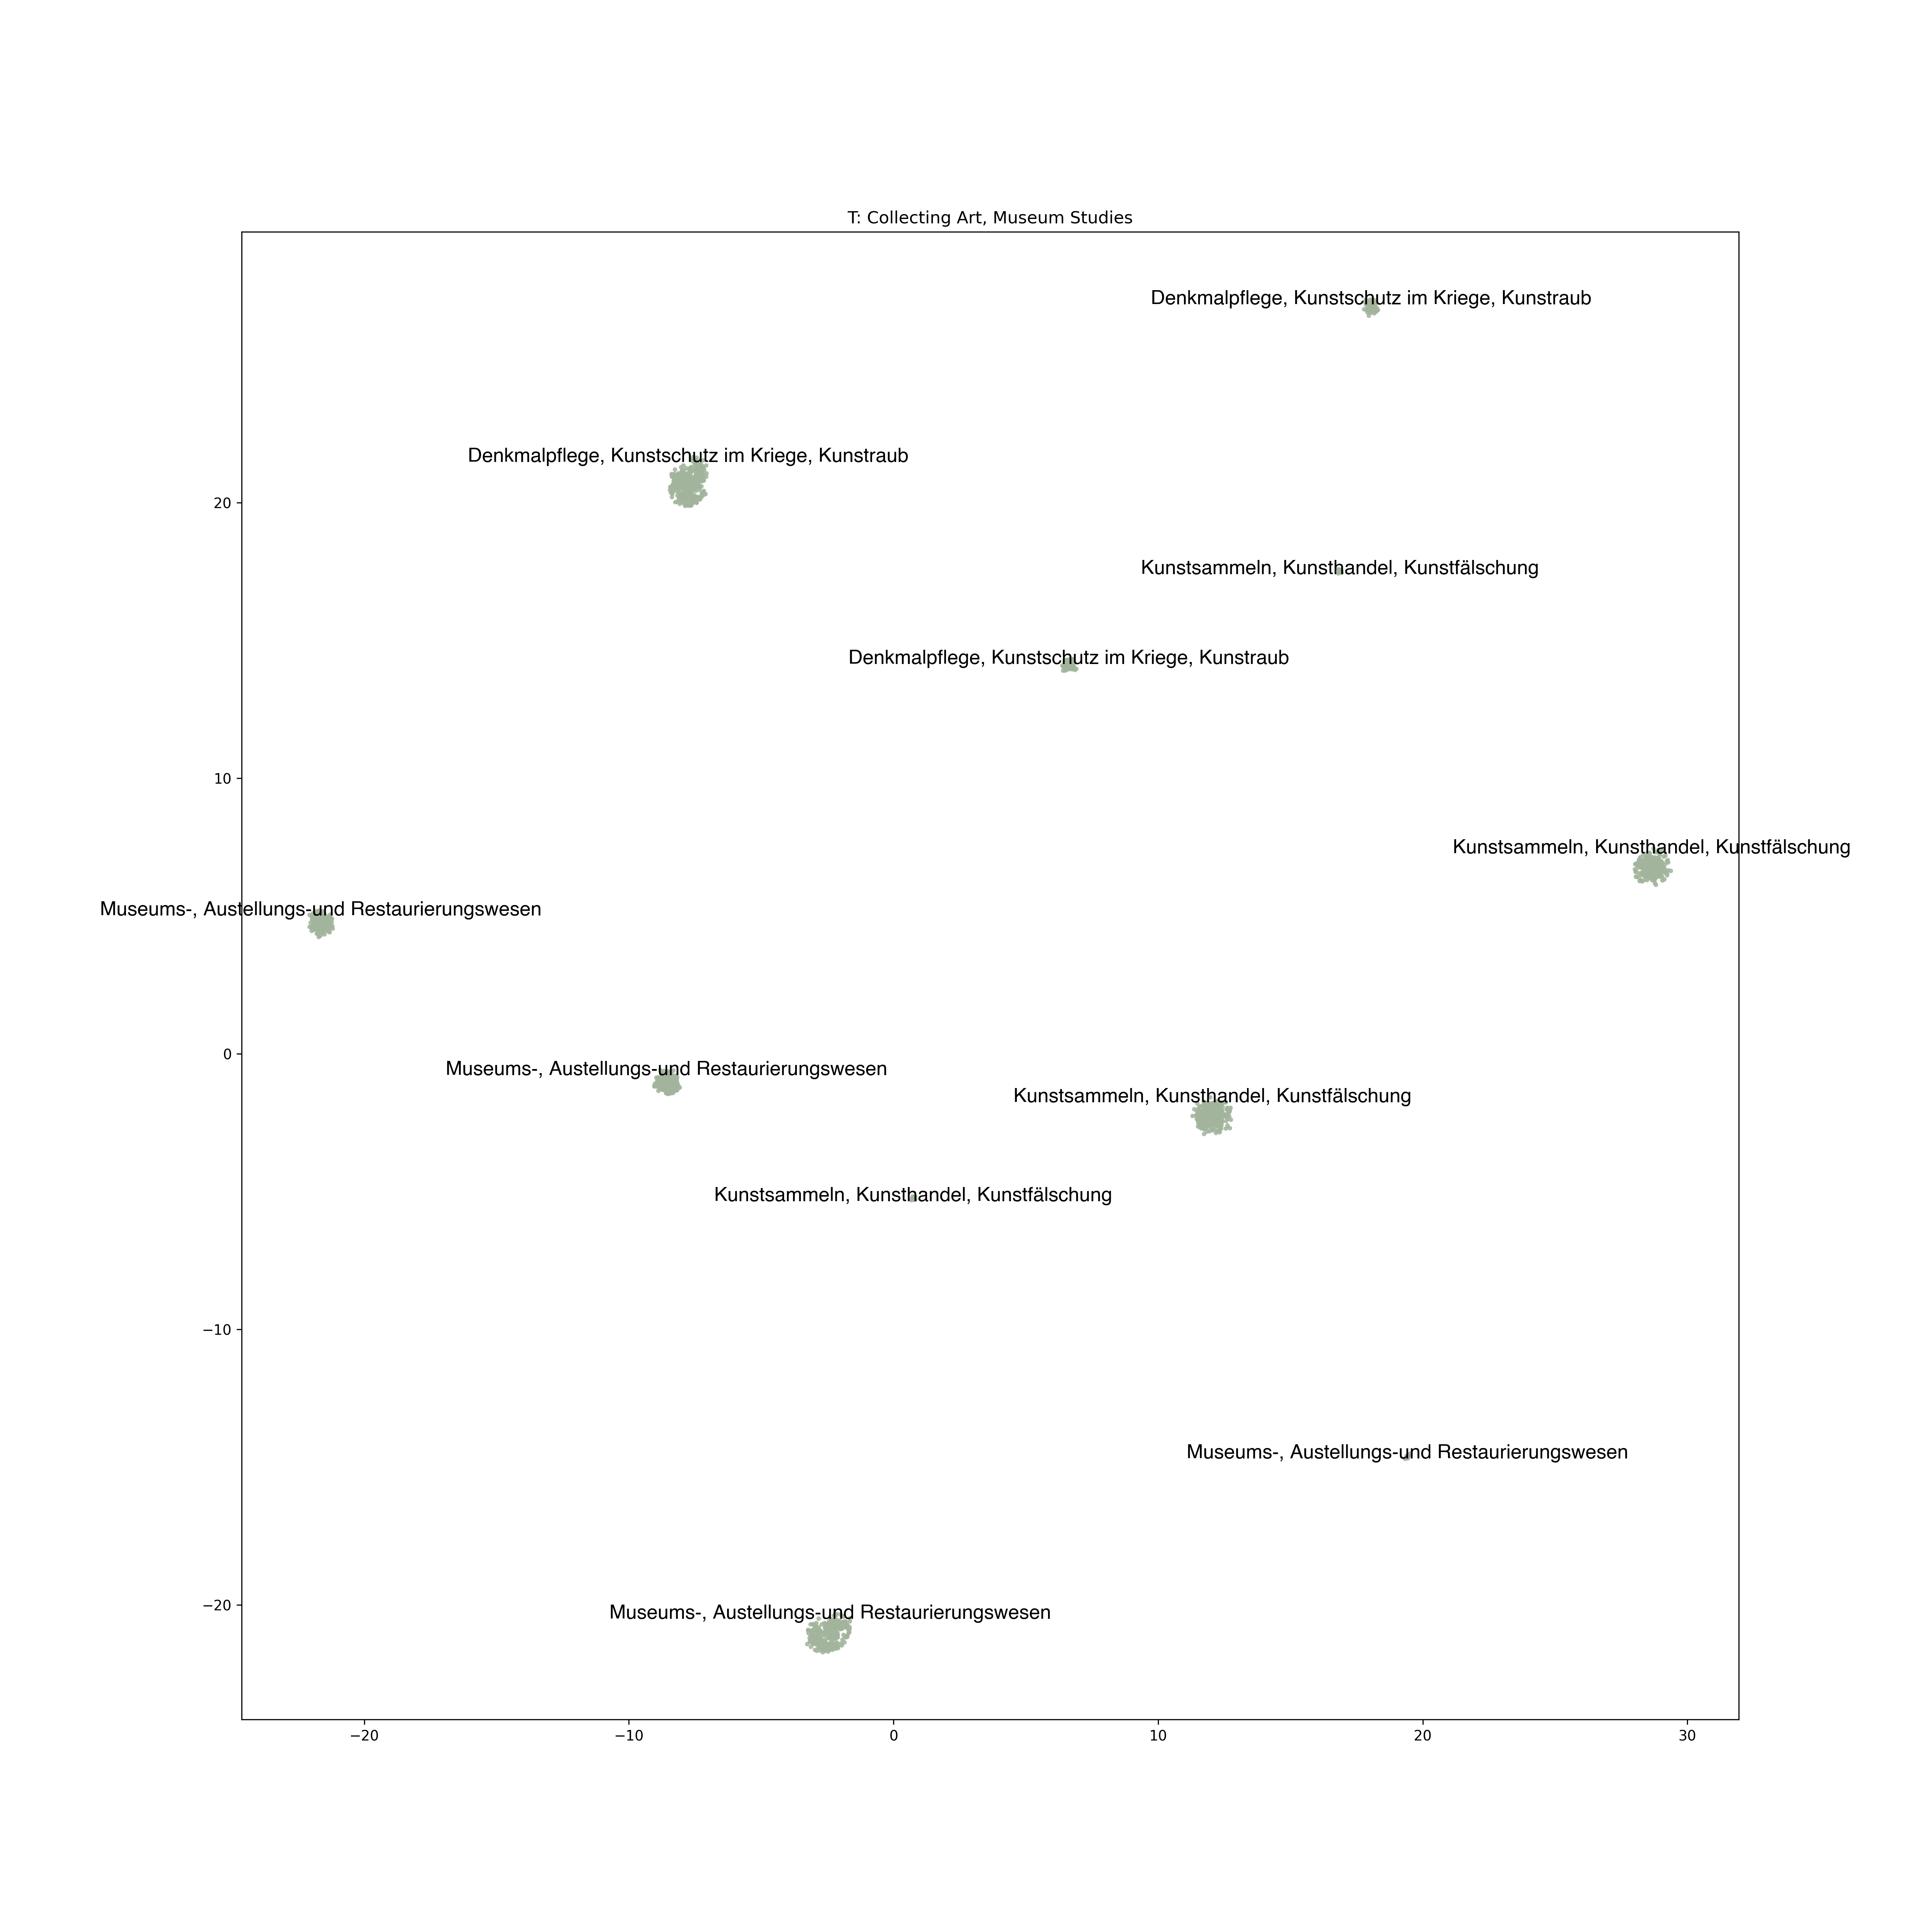 T: Collecting Art, Museum Studies
Denkmalpflege, Kunstschutz im Kriege, Kunstraub
Denkmalpflege, Kunstschutz im Kriege, Kunstraub
20
Kunstsammeln, Kunsthandel, Kunstfälschung
Denkmalpflege, Kunstschutz im Kriege, Kunstraub
10
Kunstsammeln, Kunsthandel, Kunstfälschung
Museums-, Austellungs-und Restaurierungswesen
0
Museums-, Austellungs-und Restaurierungswesen
Kunstsammeln, Kunsthandel, Kunstfälschung
Kunstsammeln, Kunsthandel, Kunstfälschung
−10
Museums-, Austellungs-und Restaurierungswesen
−20
Museums-, Austellungs-und Restaurierungswesen
−20 −10 0 10 20 30